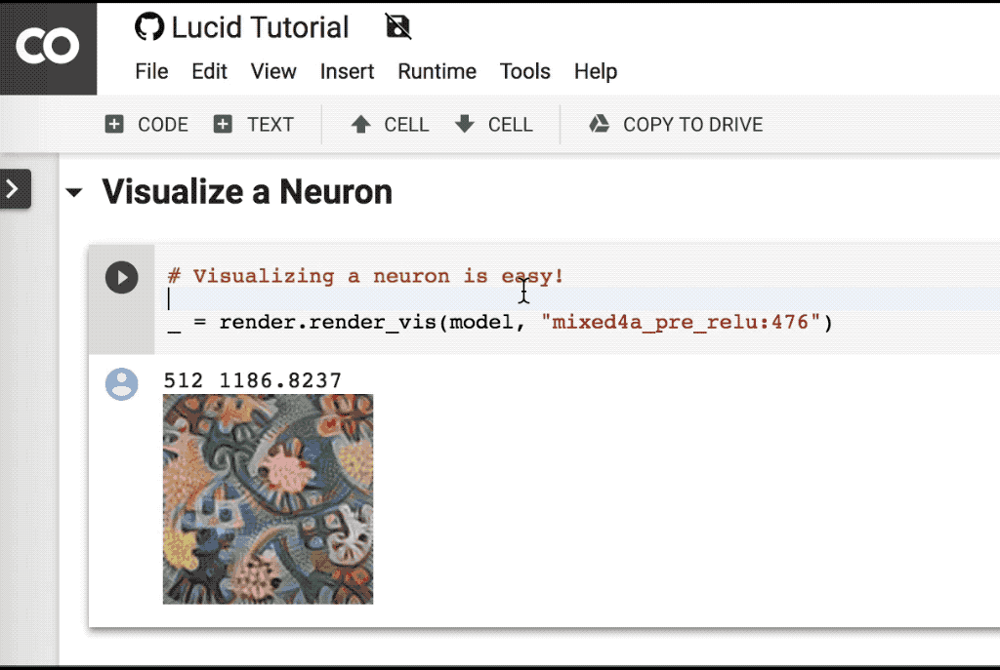 CO
Lucid Tutorial
File Edit View Insert Runtime Tools Help
CODE TEXT CELL CELL COPY TO DRIVE
Visualize a Neuron
# Visualizing a neuron is easy!
_ = render.render_vis(model, "mixed4a_pre_relu:476")
512 1186.8237